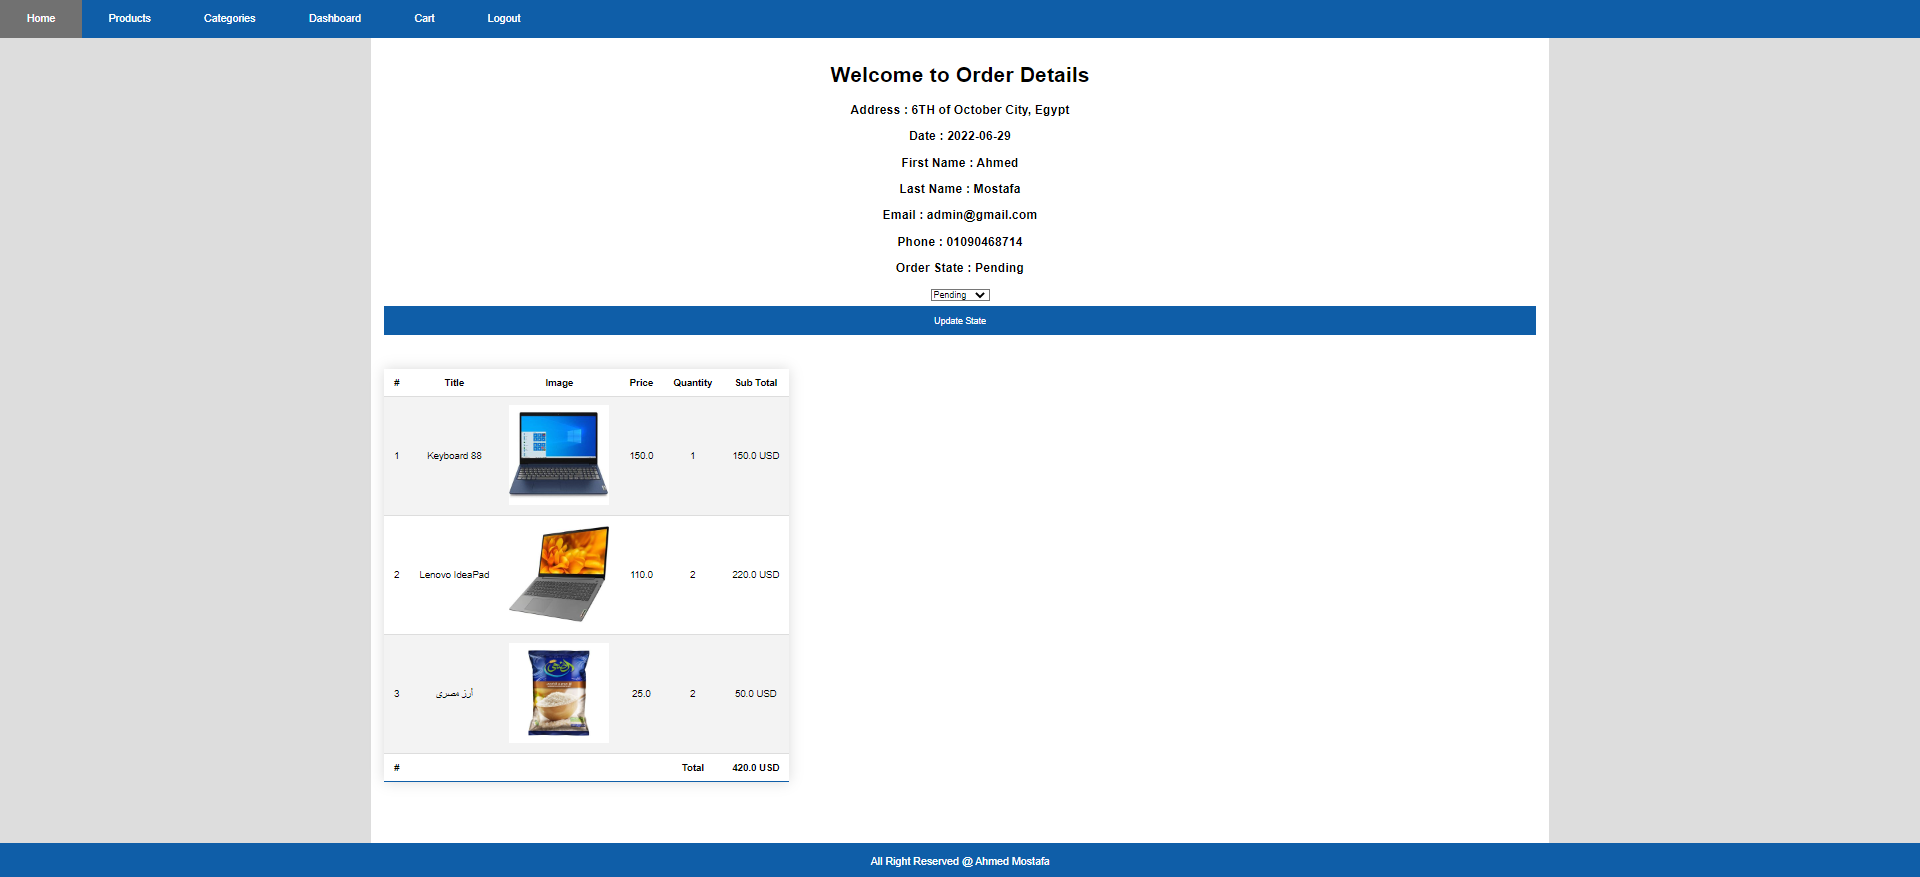 Home Products Categories Dashboard Cart Logout
Welcome to Order Details
Address : 6TH of October City, Egypt
Date : 2022-06-29
First Name : Ahmed
Last Name : Mostafa
Email : admin@gmail.com
Phone : 01090468714
Order State : Pending
Pending
Update State
# Title Image Price Quantity Sub Total
1 Keyboard 88 150.0 1 150.0 USD
2 Lenovo IdeaPad 110.0 2 220.0 USD
الضحى
3 أرز مصرى 25.0 2 50.0 USD
# Total 420.0 USD
All Right Reserved @ Ahmed Mostafa